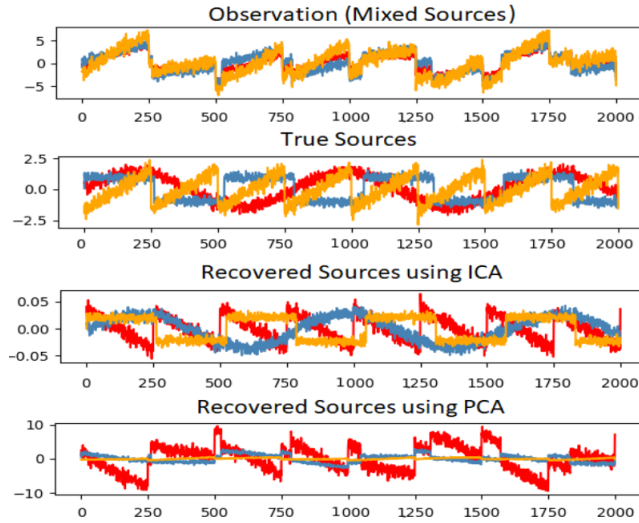 Observation (Mixed Sources)
5
0
−5
0 250 500 750 1000 1250 1500 1750 2000
True Sources
2.5
0.0
−2.5
0 250 500 750 1000 1250 1500 1750 2000
Recovered Sources using ICA
0.05
0.00
−0.05
0 250 500 750 1000 1250 1500 1750 2000
Recovered Sources using PCA
10
0
−10
0 250 500 750 1000 1250 1500 1750 2000